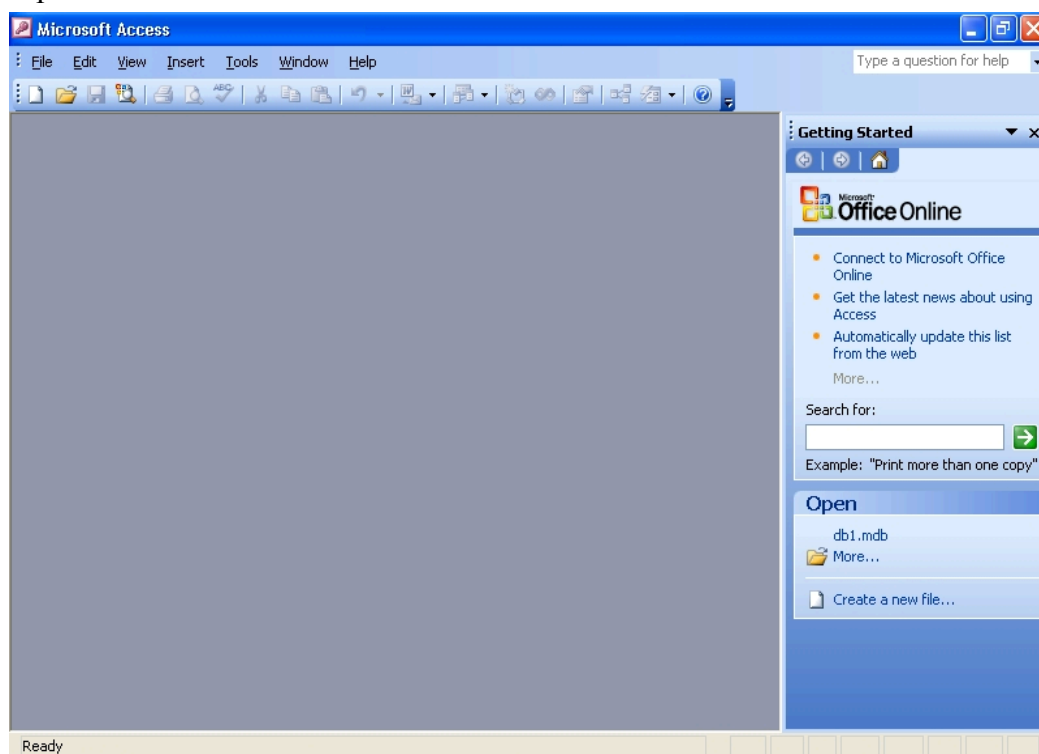 Microsoft Access
File Edit View Insert Tools Window Help
Type a question for help
Getting Started
Microsoft
Office Online
Connect to Microsoft Office
Online
Get the latest news about using
Access
Automatically update this list
from the web
More...
Search for:
Example: "Print more than one copy"
Open
db1.mdb
More...
Create a new file...
Ready